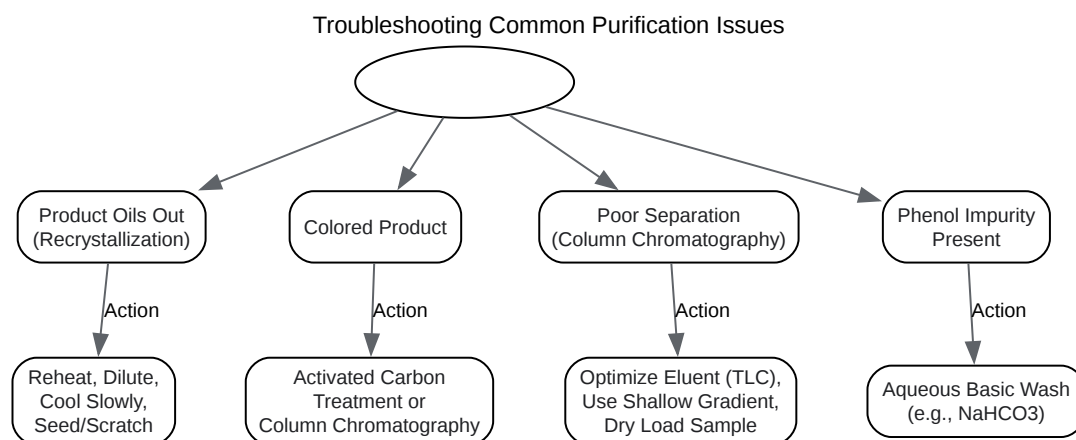 Troubleshooting Common Purification Issues
Product Oils Out
(Recrystallization)
Colored Product
Poor Separation
(Column Chromatography)
Phenol Impurity
Present
Action
Action
Action
Action
Reheat, Dilute,
Cool Slowly,
Seed/Scratch
Activated Carbon
Treatment or
Column Chromatography
Optimize Eluent (TLC),
Use Shallow Gradient,
Dry Load Sample
Aqueous Basic Wash
(e.g., NaHCO3)